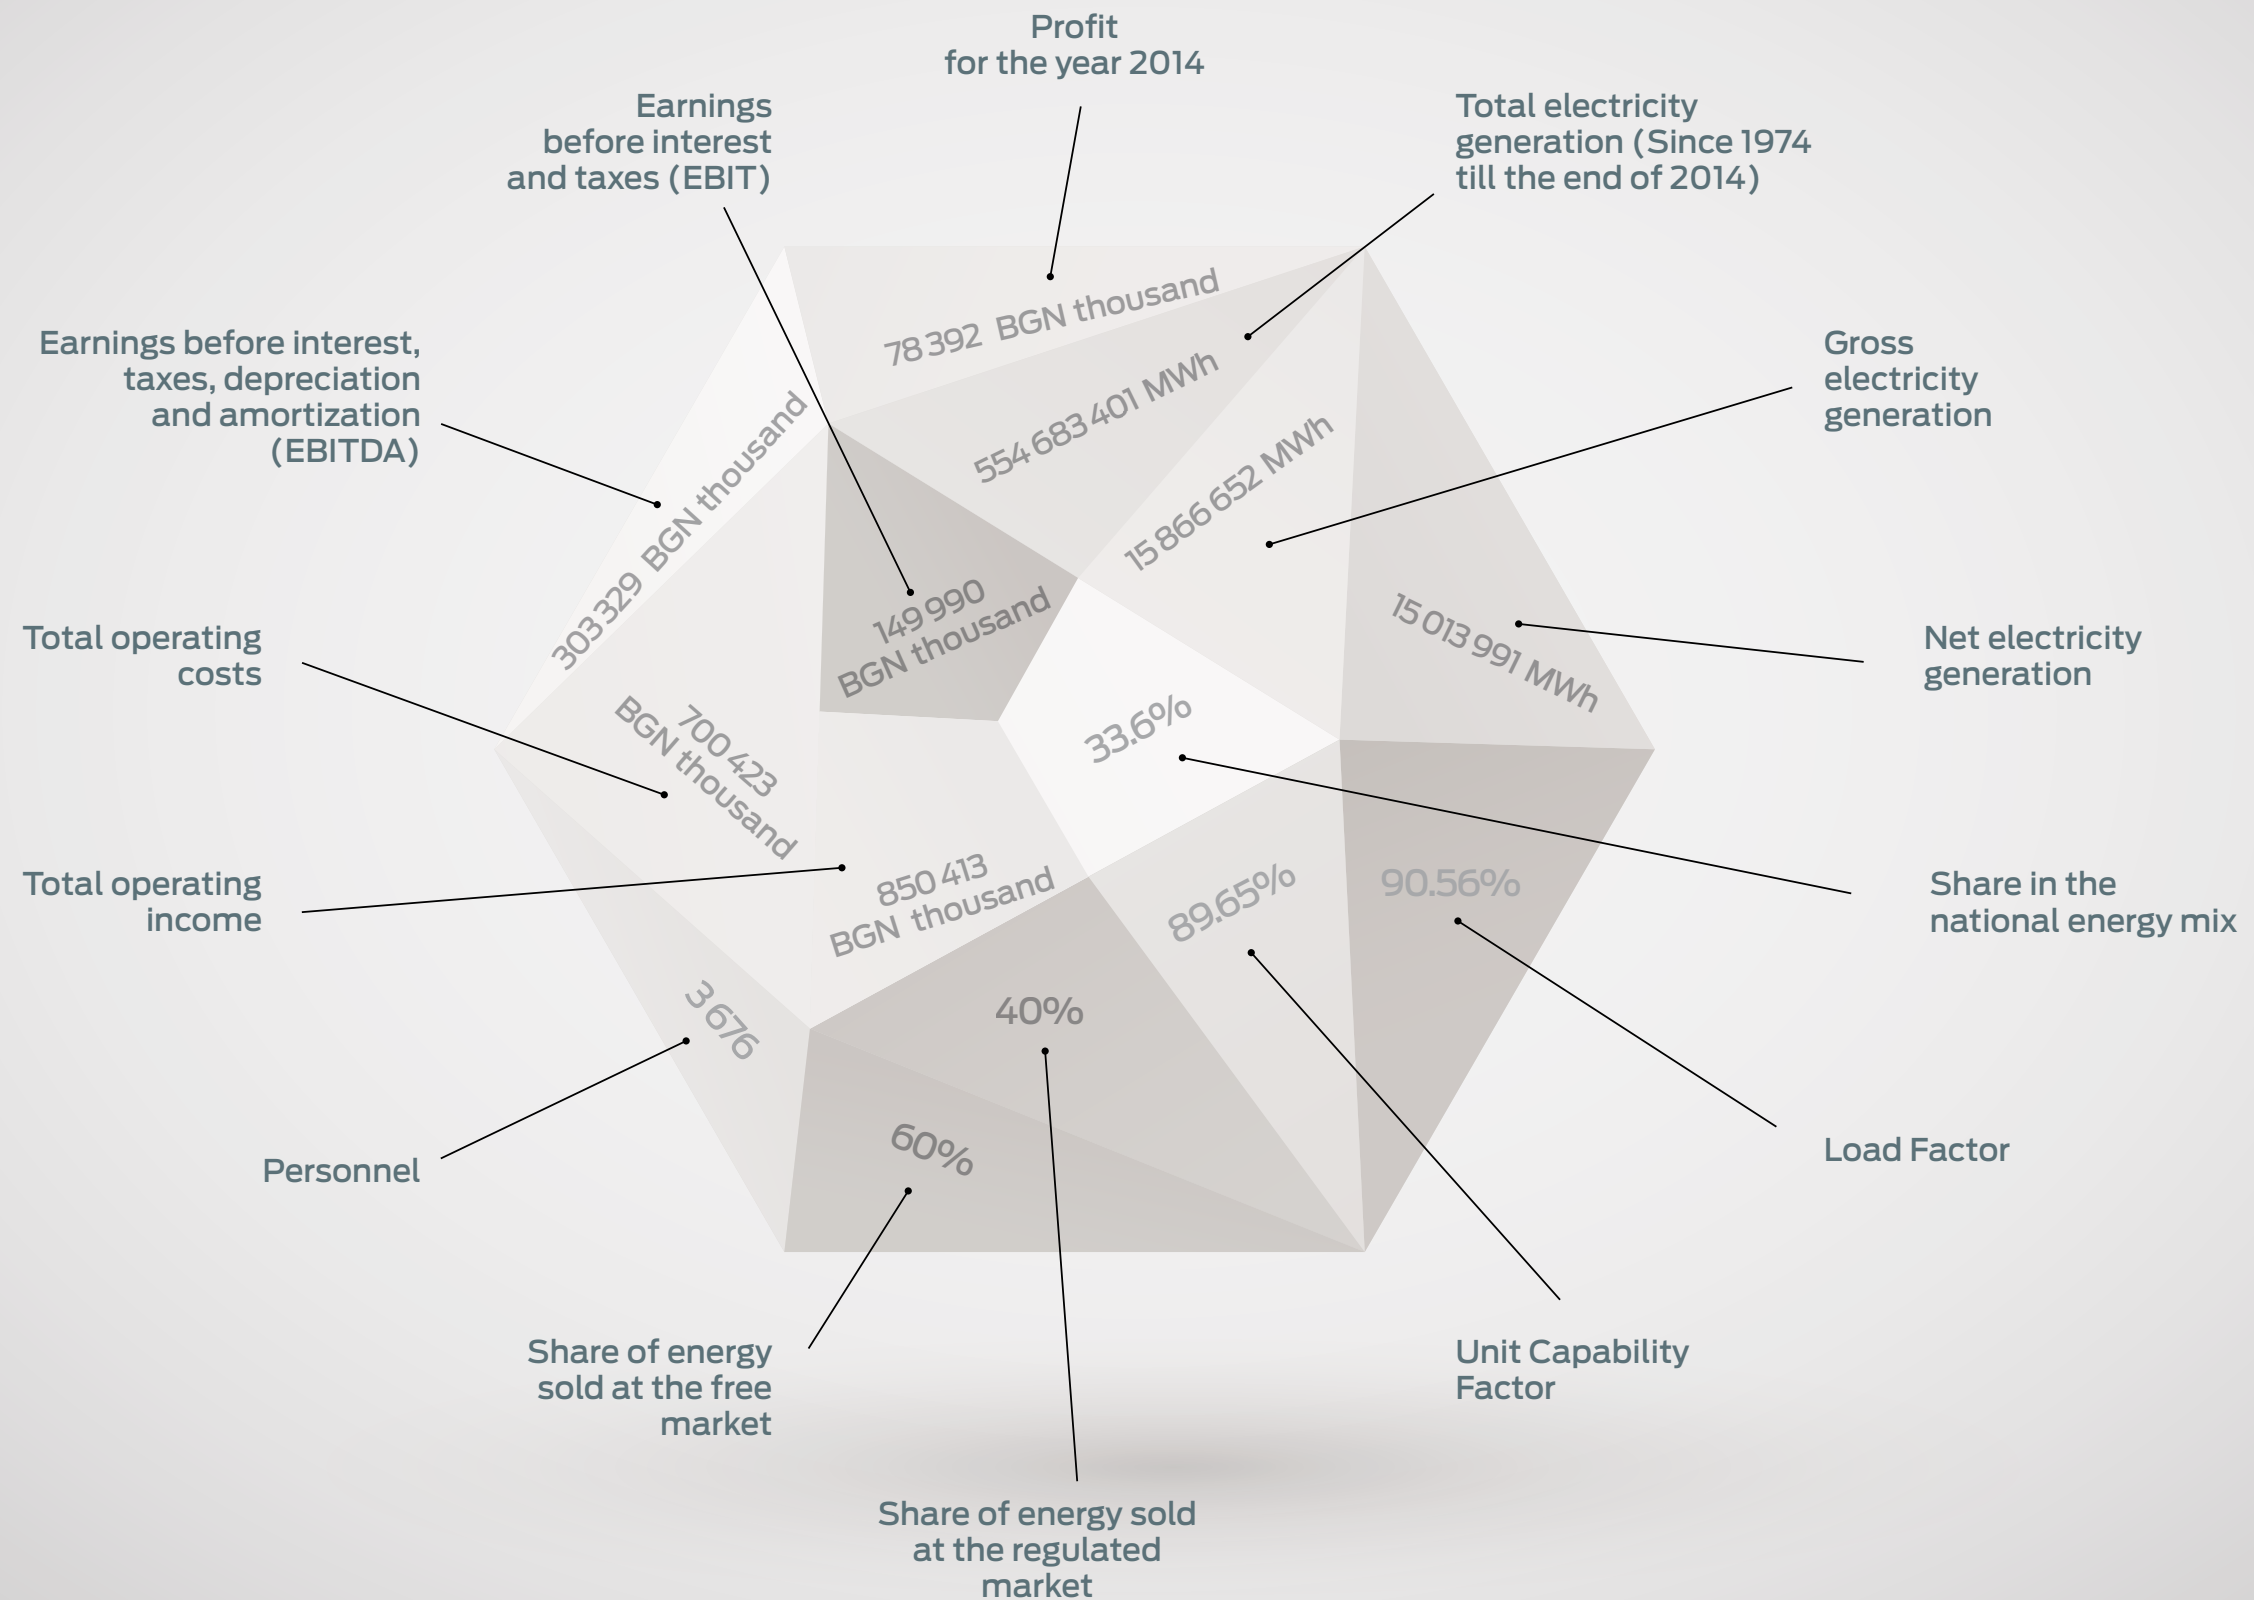 Profit
for the year 2014
Earnings
before interest
and taxes (EBIT)
Total electricity
generation (Since 1974
till the end of 2014)
78 392 BGN thousand
Earnings before interest,
taxes, depreciation
and amortization
(EBITDA)
554 683 401 MWh
Gross
electricity
generation
15 866 652 MWh
303 329 BGN thousand
149 990
BGN thousand
15 013 991 MWh
Total operating
costs
Net electricity
generation
700 423
BGN thousand
33.6%
Total operating
income
850 413
BGN thousand
89.65%
90.56%
Share in the
national energy mix
3 676
40%
Personnel
60%
Load Factor
Share of energy
sold at the free
market
Unit Capability
Factor
Share of energy sold
at the regulated
market